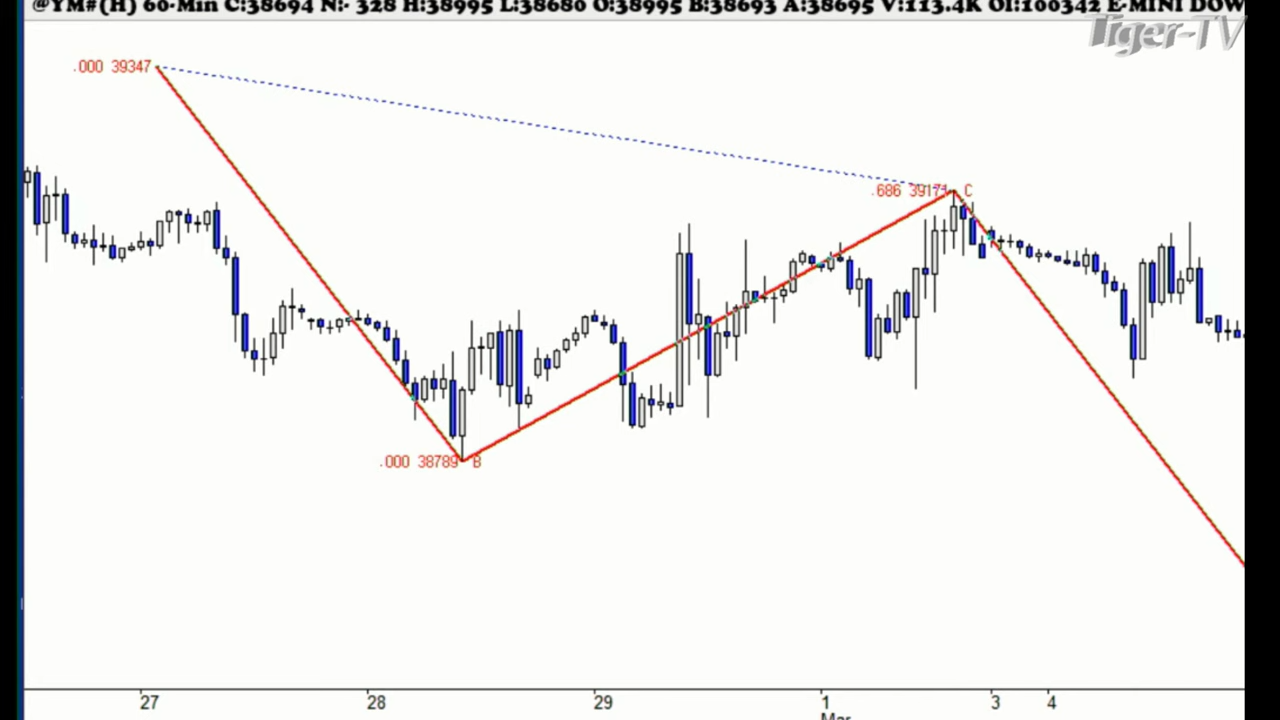 @YM#(H) 60-Min C:38694 N:- 328 H:38995 L:38680 O:38995 B:38693 A:38695 V:113.4K OI:100342 E-MINI DOW
Tiger-TV
.000 39347
.686 39171 C
.000 38789 B
27 28 29 1 3 4
Mar